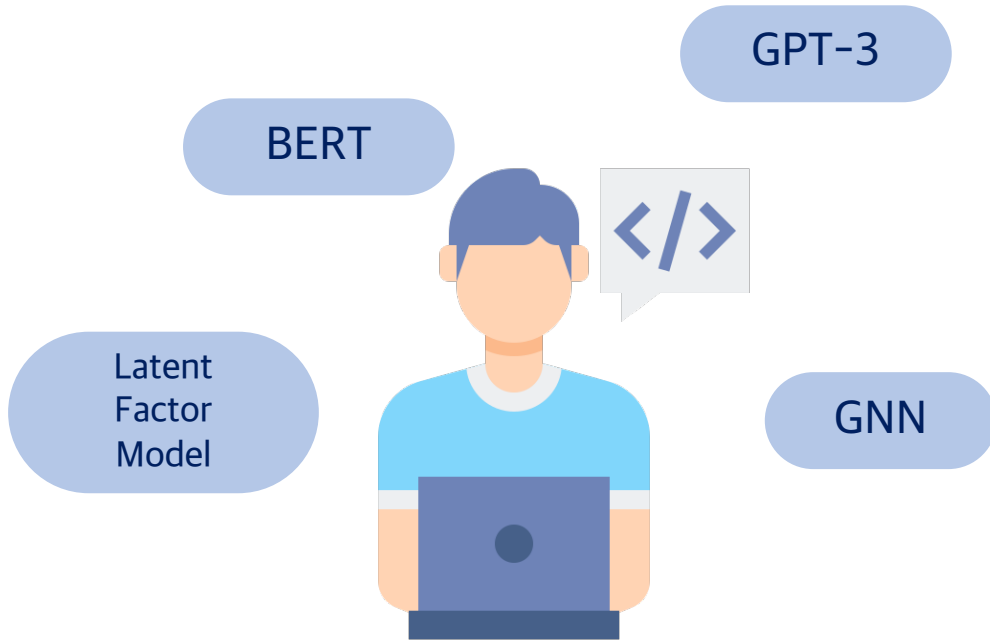 GPT-3
BERT
</>
Latent
Factor
Model
GNN